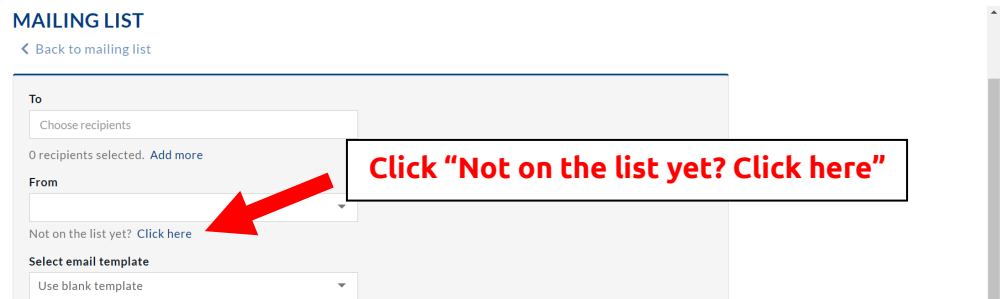 MAILING LIST
Back to mailing list
To
Choose recipients
0 recipients selected. Add more
Click “Not on the list yet? Click here”
From
Not on the list yet? Click here
Select email template
Use blank template